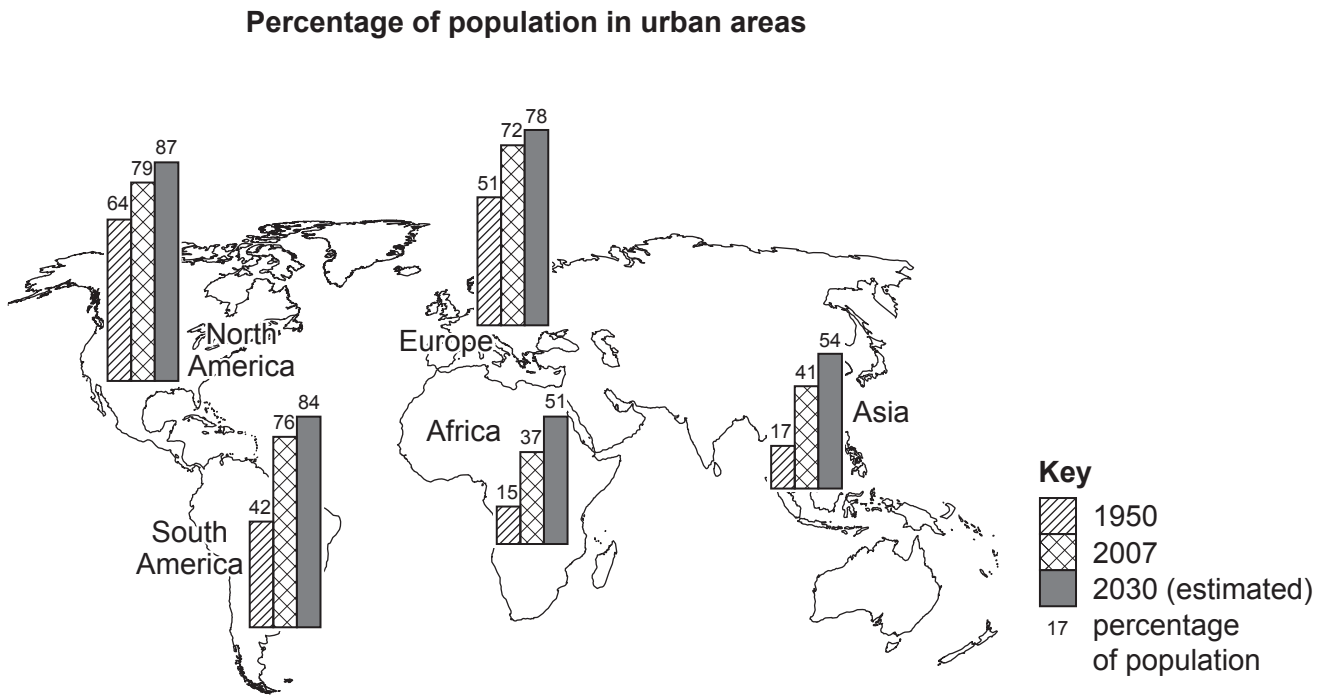 Percentage of population in urban areas
64
79
87
North
America
51
72
78
Europe
42
76
84
South
America
15
37
51
Africa
17
41
54
Asia
Key
1950
2007
2030 (estimated)
17 percentage
of population